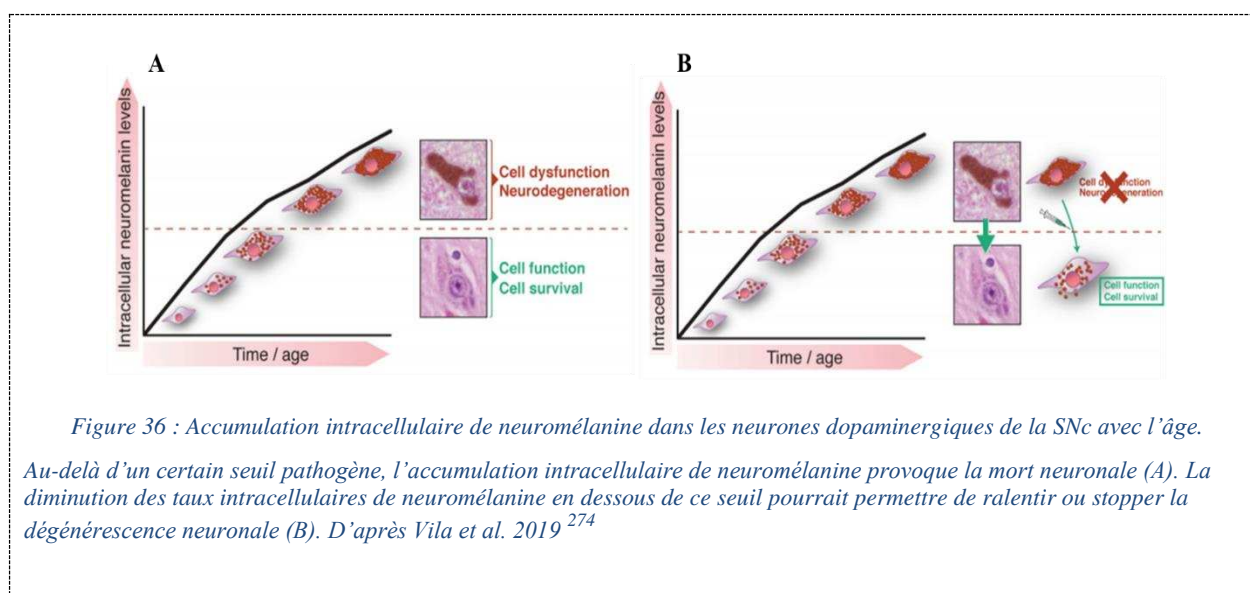 A
Intracellular neuromelanin levels
Cell dysfunction
Neurodegeneration
Cell function
Cell survival
Time / age
B
Intracellular neuromelanin levels
Cell dysfunction
Neurodegeneration
Cell function
Cell survival
Time / age
Figure 36 : Accumulation intracellulaire de neuromélanine dans les neurones dopaminergiques de la SNc avec l’âge.
Au-delà d’un certain seuil pathogène, l’accumulation intracellulaire de neuromélanine provoque la mort neuronale (A). La
diminution des taux intracellulaires de neuromélanine en dessous de ce seuil pourrait permettre de ralentir ou stopper la
dégénérescence neuronale (B). D’après Vila et al. 2019 274